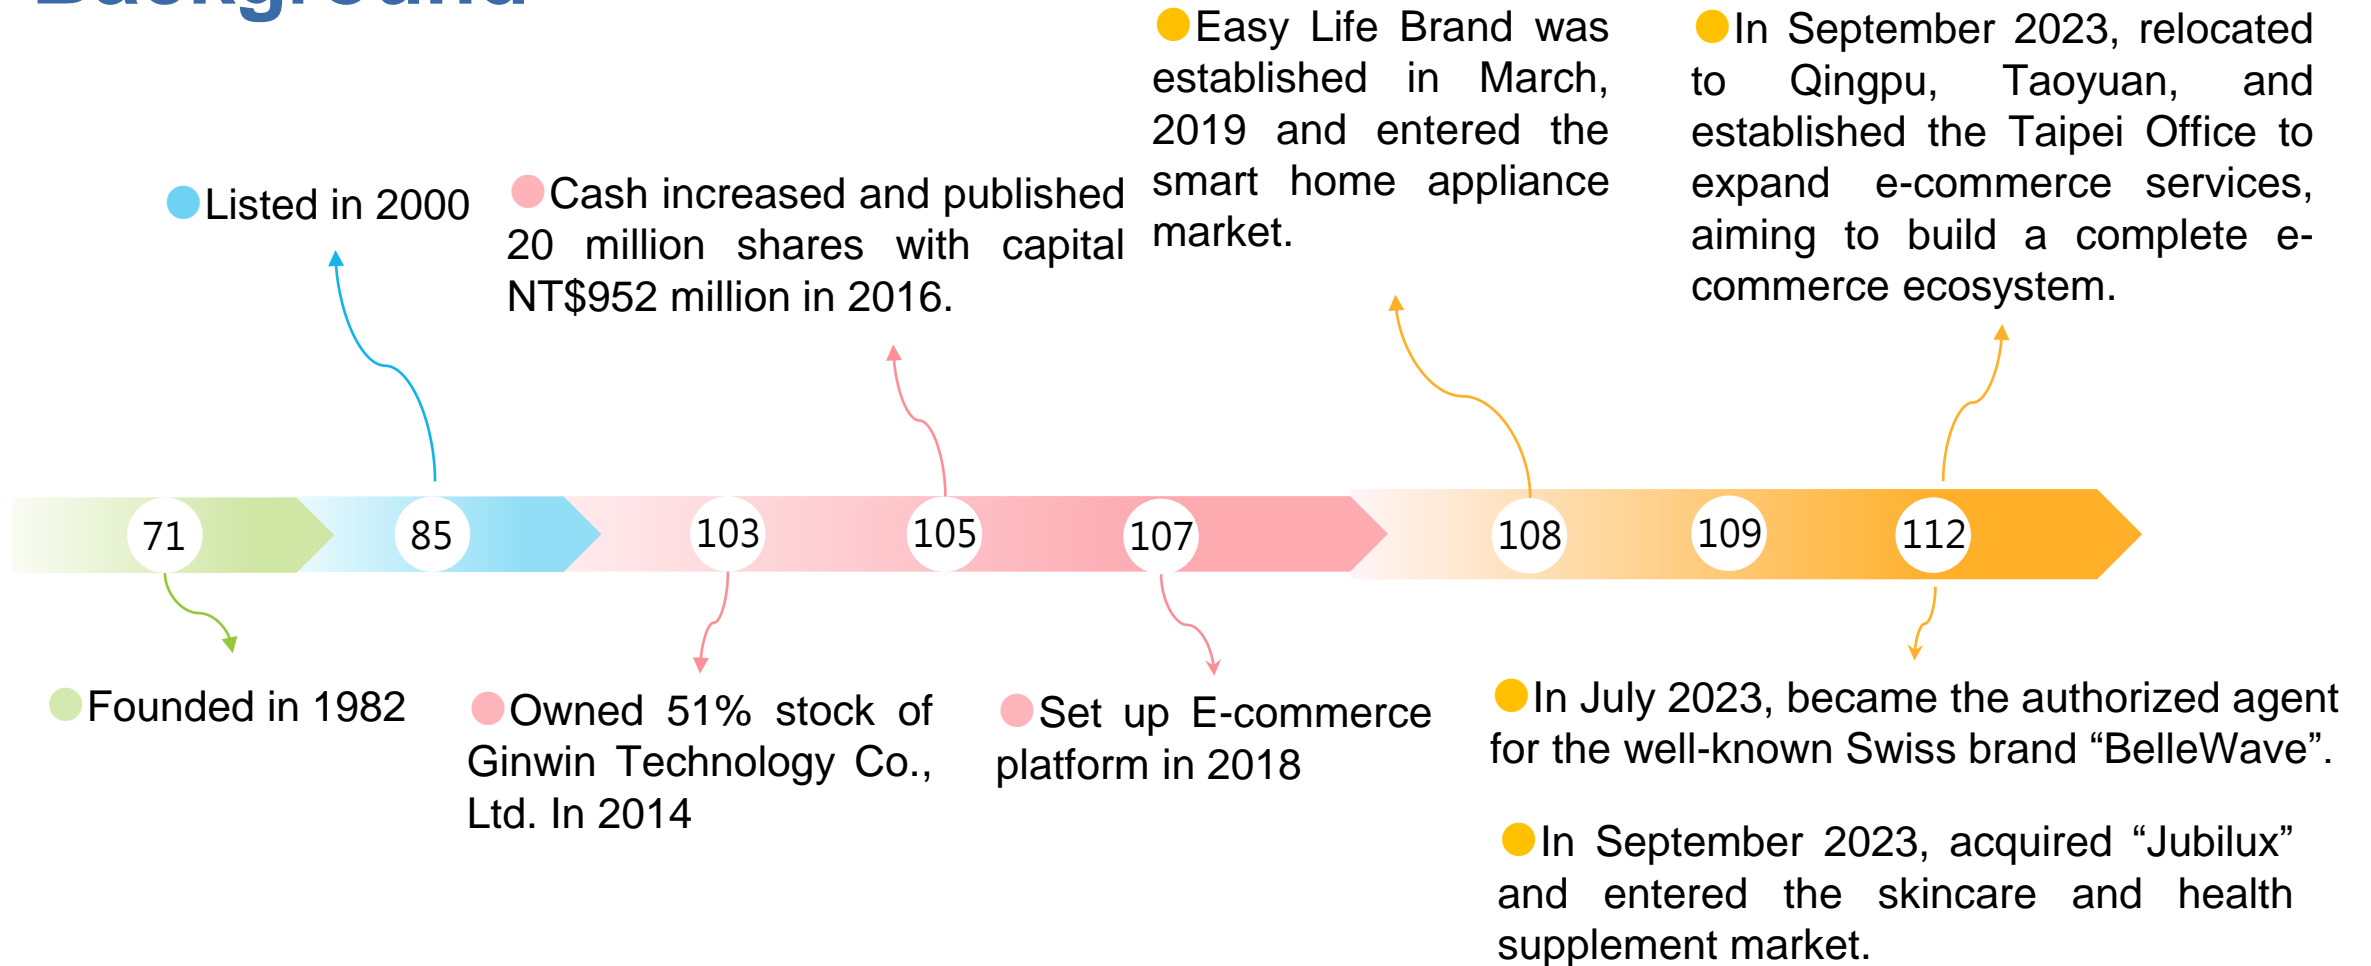 Background
●Easy Life Brand was
established in March,
2019 and entered the
smart home appliance
market.
●In September 2023, relocated
to Qingpu, Taoyuan, and
established the Taipei Office to
expand e-commerce services,
aiming to build a complete e-
commerce ecosystem.
●Listed in 2000
●Cash increased and published
20 million shares with capital
NT$952 million in 2016.
71
85
103
105
107
108
109
112
●Founded in 1982
●Owned 51% stock of
Ginwin Technology Co.,
Ltd. In 2014
●Set up E-commerce
platform in 2018
●In July 2023, became the authorized agent
for the well-known Swiss brand “BelleWave”.
●In September 2023, acquired “Jubilux”
and entered the skincare and health
supplement market.